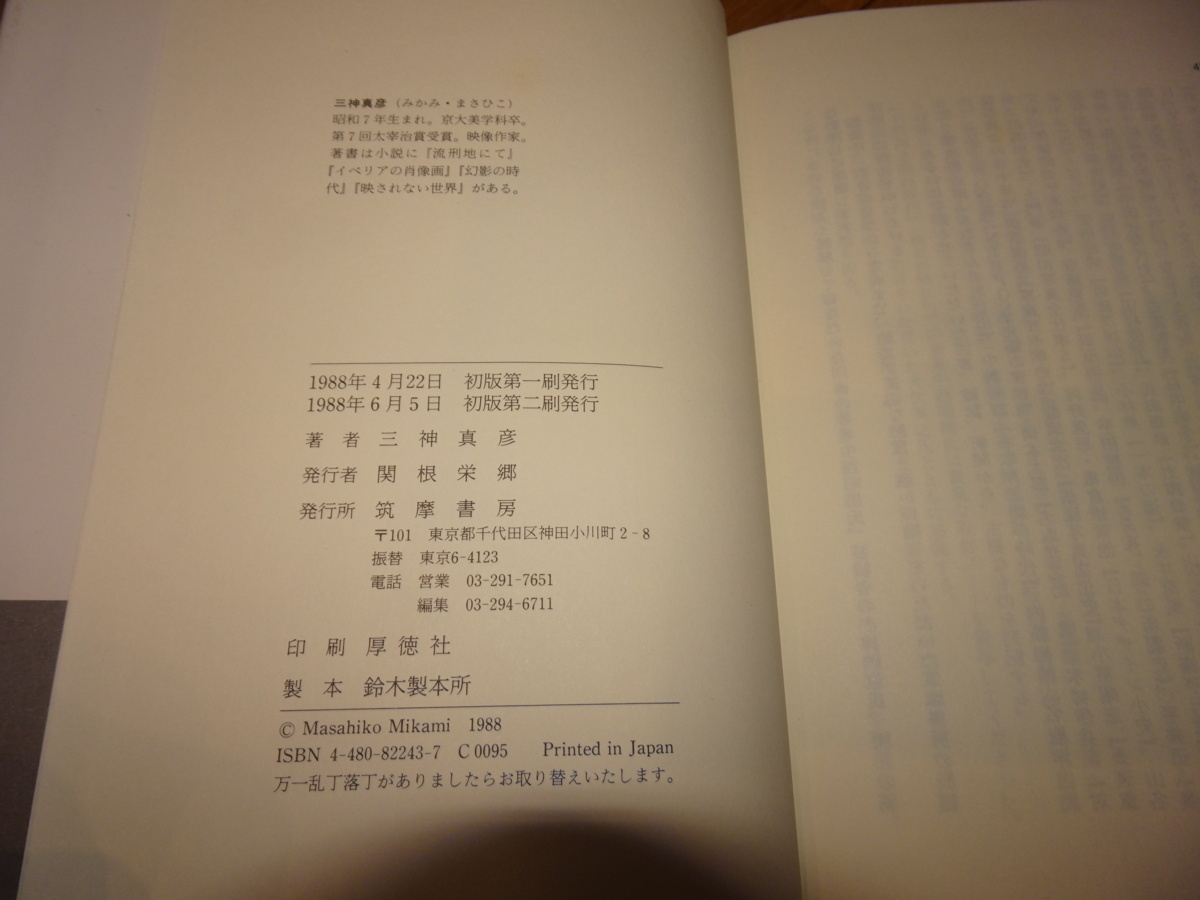 三神真彦（みかみ・まさひこ）
昭和7年生まれ。京大美学科卒。
第7回太宰治賞受賞。映像作家。
著書は小説に『流刑地にて』
『イベリアの肖像画』『幻影の時
代』『映されない世界』がある。
1988年4月22日 初版第一刷発行
1988年6月5日 初版第二刷発行
著者 三神真彦
発行者 関根栄郷
発行所 筑摩書房
〒101 東京都千代田区神田小川町2-8
振替 東京6-4123
電話 営業 03-291-7651
編集 03-294-6711
印刷 厚徳社
製本 鈴木製本所
© Masahiko Mikami 1988
ISBN 4-480-82243-7 C0095 Printed in Japan
万一乱丁落丁がありましたらお取り替えいたします。